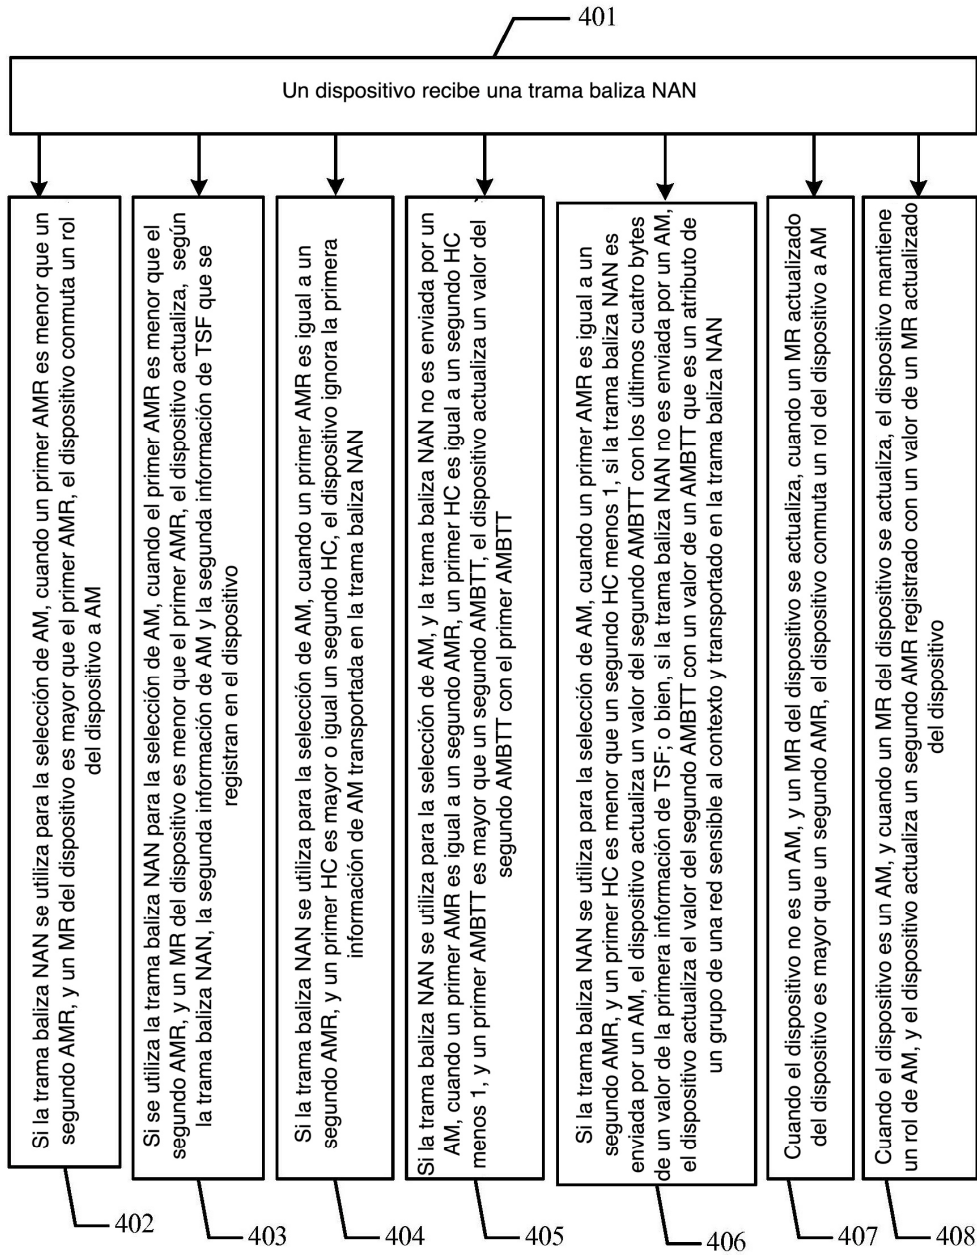 401
Un dispositivo recibe una trama baliza NAN
Si la trama baliza NAN se utiliza para la selección de AM, cuando un primer AMR es menor que un
segundo AMR, y un MR del dispositivo es mayor que el primer AMR, el dispositivo conmuta un rol
del dispositivo a AM
402
Si se utiliza la trama baliza NAN para la selección de AM, cuando el primer AMR es menor que el
segundo AMR, y un MR del dispositivo es menor que el primer AMR, el dispositivo actualiza, según
la trama baliza NAN, la segunda información de AM y la segunda información de TSF que se
registran en el dispositivo
403
Si la trama baliza NAN se utiliza para la selección de AM, cuando un primer AMR es igual a un
segundo AMR, y un primer HC es mayor o igual un segundo HC, el dispositivo ignora la primera
información de AM transportada en la trama baliza NAN
404
Si la trama baliza NAN se utiliza para la selección de AM, y la trama baliza NAN no es enviada por un
AM, cuando un primer AMR es igual a un segundo AMR, un primer HC es igual a un segundo HC
menos 1, y un primer AMBTT es mayor que un segundo AMBTT, el dispositivo actualiza un valor del
segundo AMBTT con el primer AMBTT
405
Si la trama baliza NAN se utiliza para la selección de AM, cuando un primer AMR es igual a un
segundo AMR, y un primer HC es menor que un segundo HC menos 1, si la trama baliza NAN es
enviada por un AM, el dispositivo actualiza un valor del segundo AMBTT con los últimos cuatro bytes
de un valor de la primera información de TSF; o bien, si la trama baliza NAN no es enviada por un AM,
el dispositivo actualiza el valor del segundo AMBTT con un valor de un AMBTT que es un atributo de
un grupo de una red sensible al contexto y transportado en la trama baliza NAN
406
Cuando el dispositivo no es un AM, y un MR del dispositivo se actualiza, cuando un MR actualizado
del dispositivo es mayor que un segundo AMR, el dispositivo conmuta un rol del dispositivo a AM
407
Cuando el dispositivo es un AM, y cuando un MR del dispositivo se actualiza, el dispositivo mantiene
un rol de AM, y el dispositivo actualiza un segundo AMR registrado con un valor de un MR actualizado
del dispositivo
408